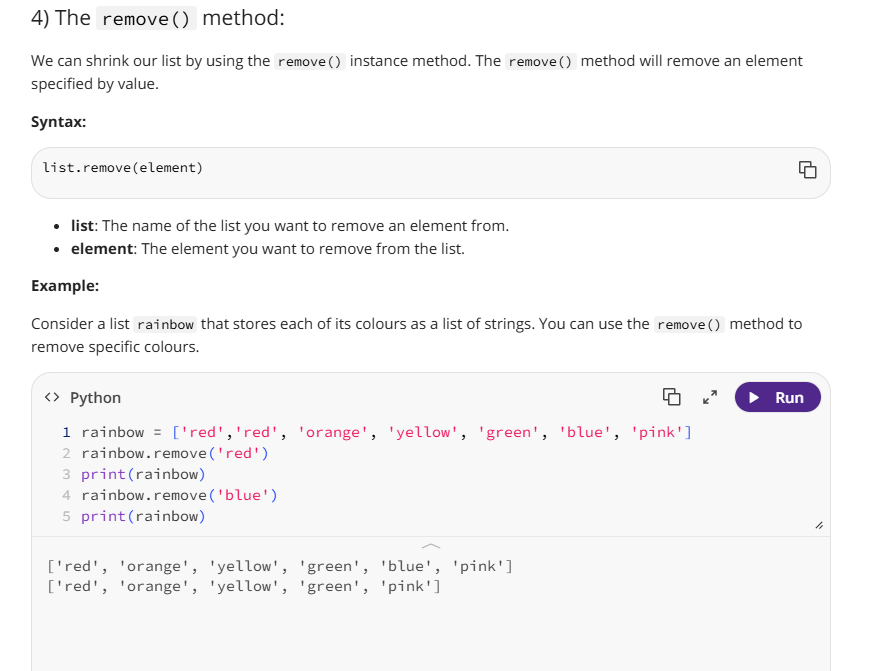 4) The remove() method:
We can shrink our list by using the remove() instance method. The remove() method will remove an element
specified by value.
Syntax:
list.remove(element)
• list: The name of the list you want to remove an element from.
• element: The element you want to remove from the list.
Example:
Consider a list rainbow that stores each of its colours as a list of strings. You can use the remove() method to
remove specific colours.
<> Python Run
1 rainbow = ['red','red', 'orange', 'yellow', 'green', 'blue', 'pink']
2 rainbow.remove('red')
3 print(rainbow)
4 rainbow.remove('blue')
5 print(rainbow)
['red', 'orange', 'yellow', 'green', 'blue', 'pink']
['red', 'orange', 'yellow', 'green', 'pink']